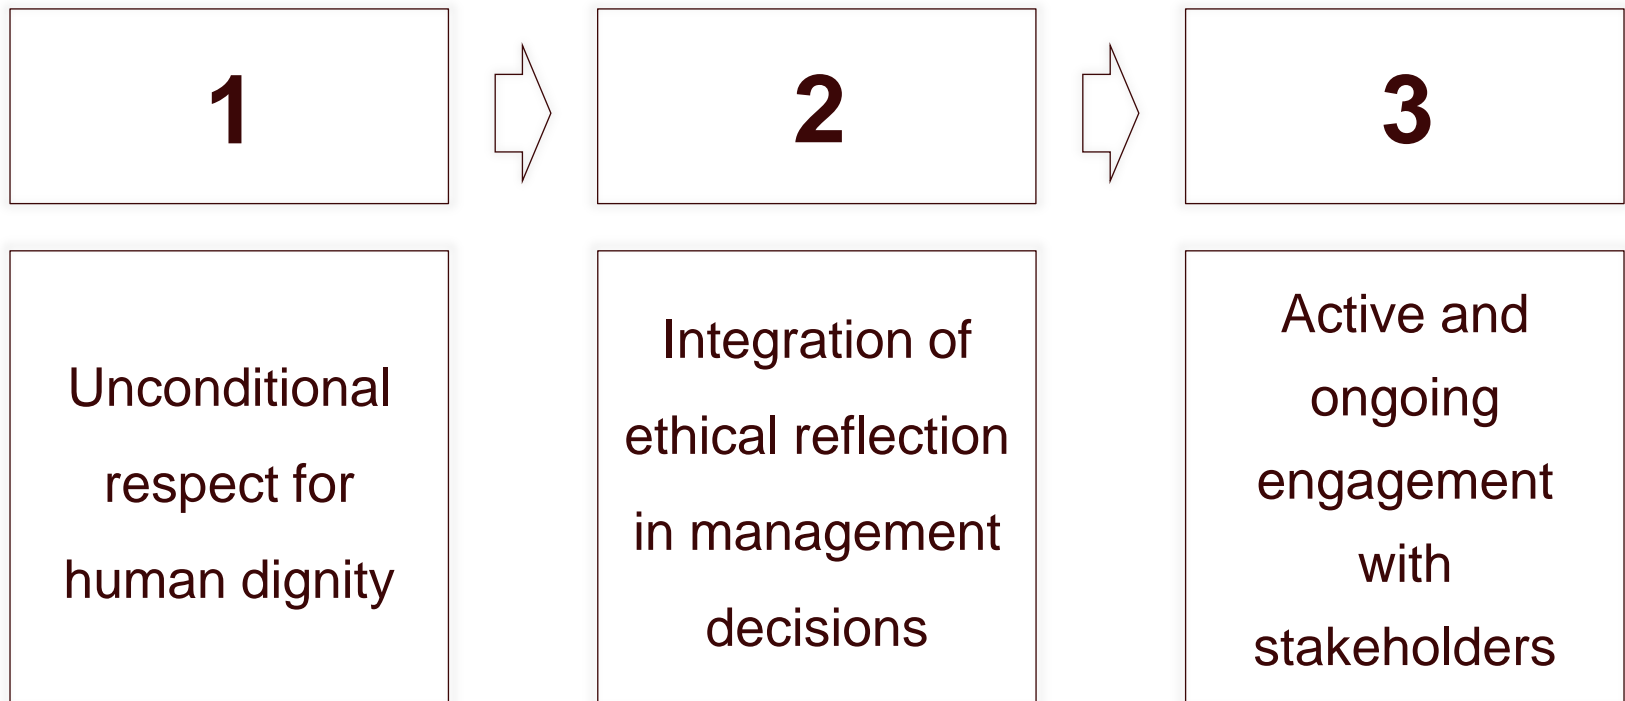 1
2
3
Unconditional
respect for
human dignity
Integration of
ethical reflection
in management
decisions
Active and
ongoing
engagement
with
stakeholders